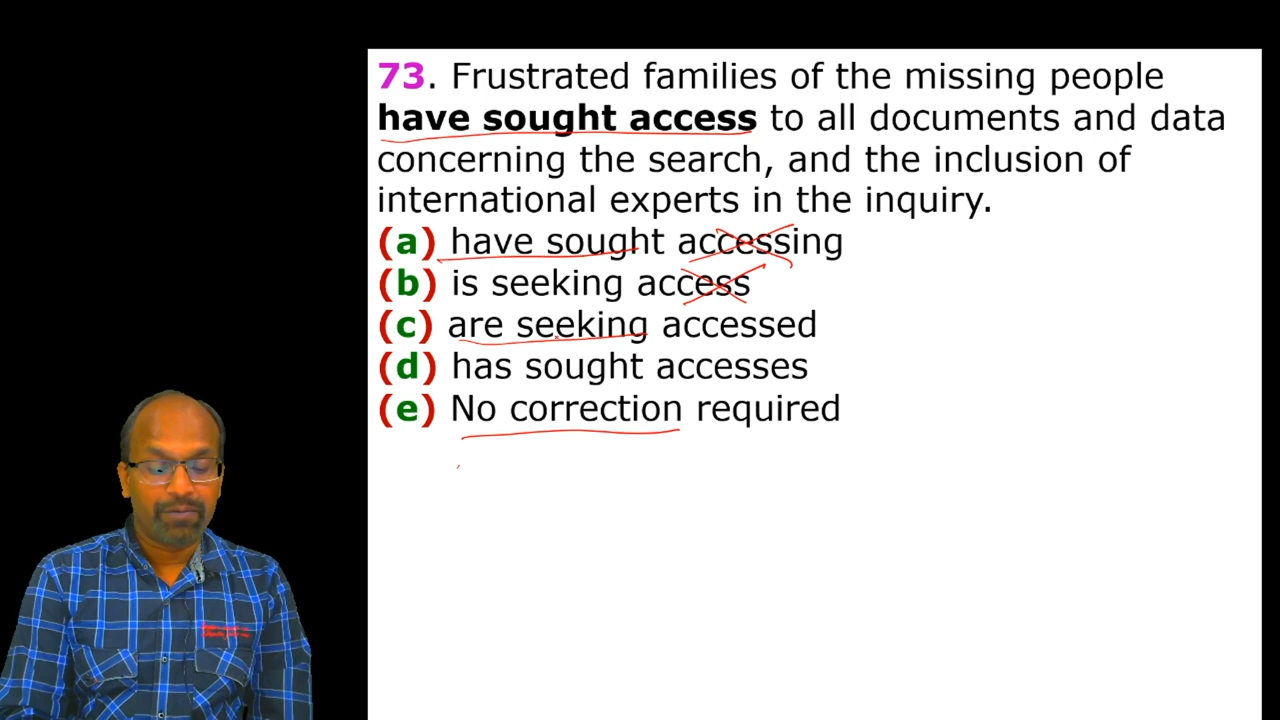 73. Frustrated families of the missing people
have sought access to all documents and data
concerning the search, and the inclusion of
international experts in the inquiry.
(a) have sought accessing
(b) is seeking access
(c) are seeking accessed
(d) has sought accesses
(e) No correction required